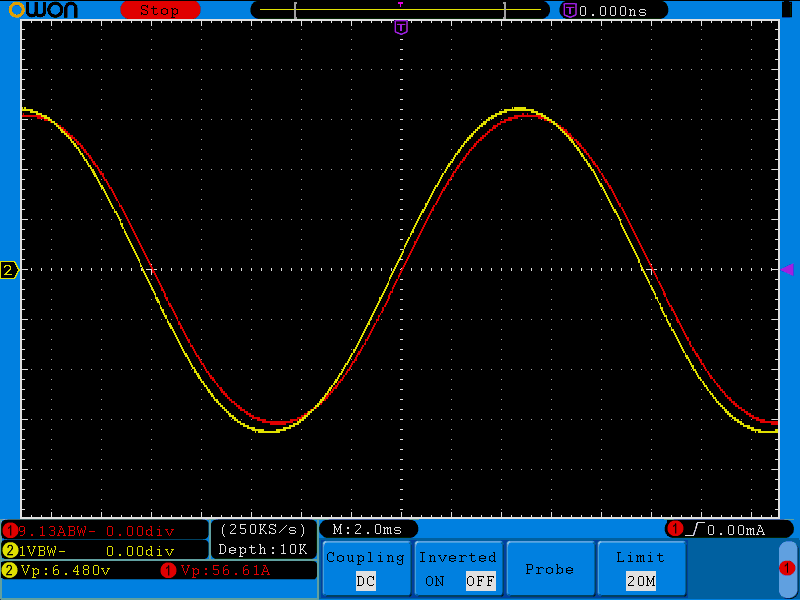 OWON Stop T T 0.000ns
T
2
1 9.13ABW- 0.00div (250KS/s) M:2.0ms 1 0.00mA
2 1VBW- 0.00div Depth:10K
2 Vp:6.480v 1 Vp:56.61A
Coupling Inverted Probe Limit 1
DC ON OFF 20M